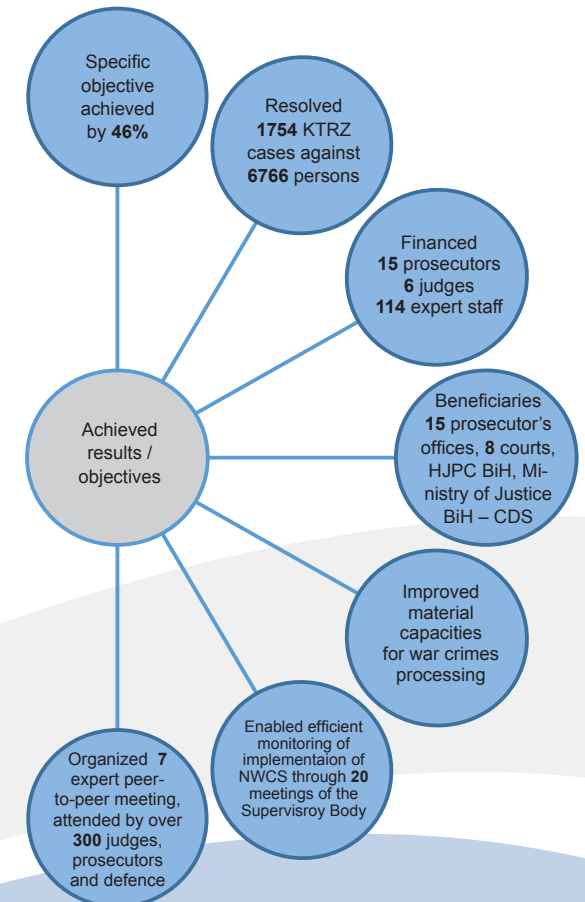 Specific
objective
achieved
by 46%
Resolved
1754 KTRZ
cases against
6766 persons
Financed
15 prosecutors
6 judges
114 expert staff
Beneficiaries
15 prosecutor's
offices, 8 courts,
HJPC BiH, Mi-
nistry of Justice
BiH – CDS
Achieved
results /
objectives
Improved
material
capacities
for war crimes
processing
Enabled efficient
monitoring of
implementaion of
NWCS through 20
meetings of the
Supervisroy Body
Organized 7
expert peer-
to-peer meeting,
attended by over
300 judges,
prosecutors
and defence